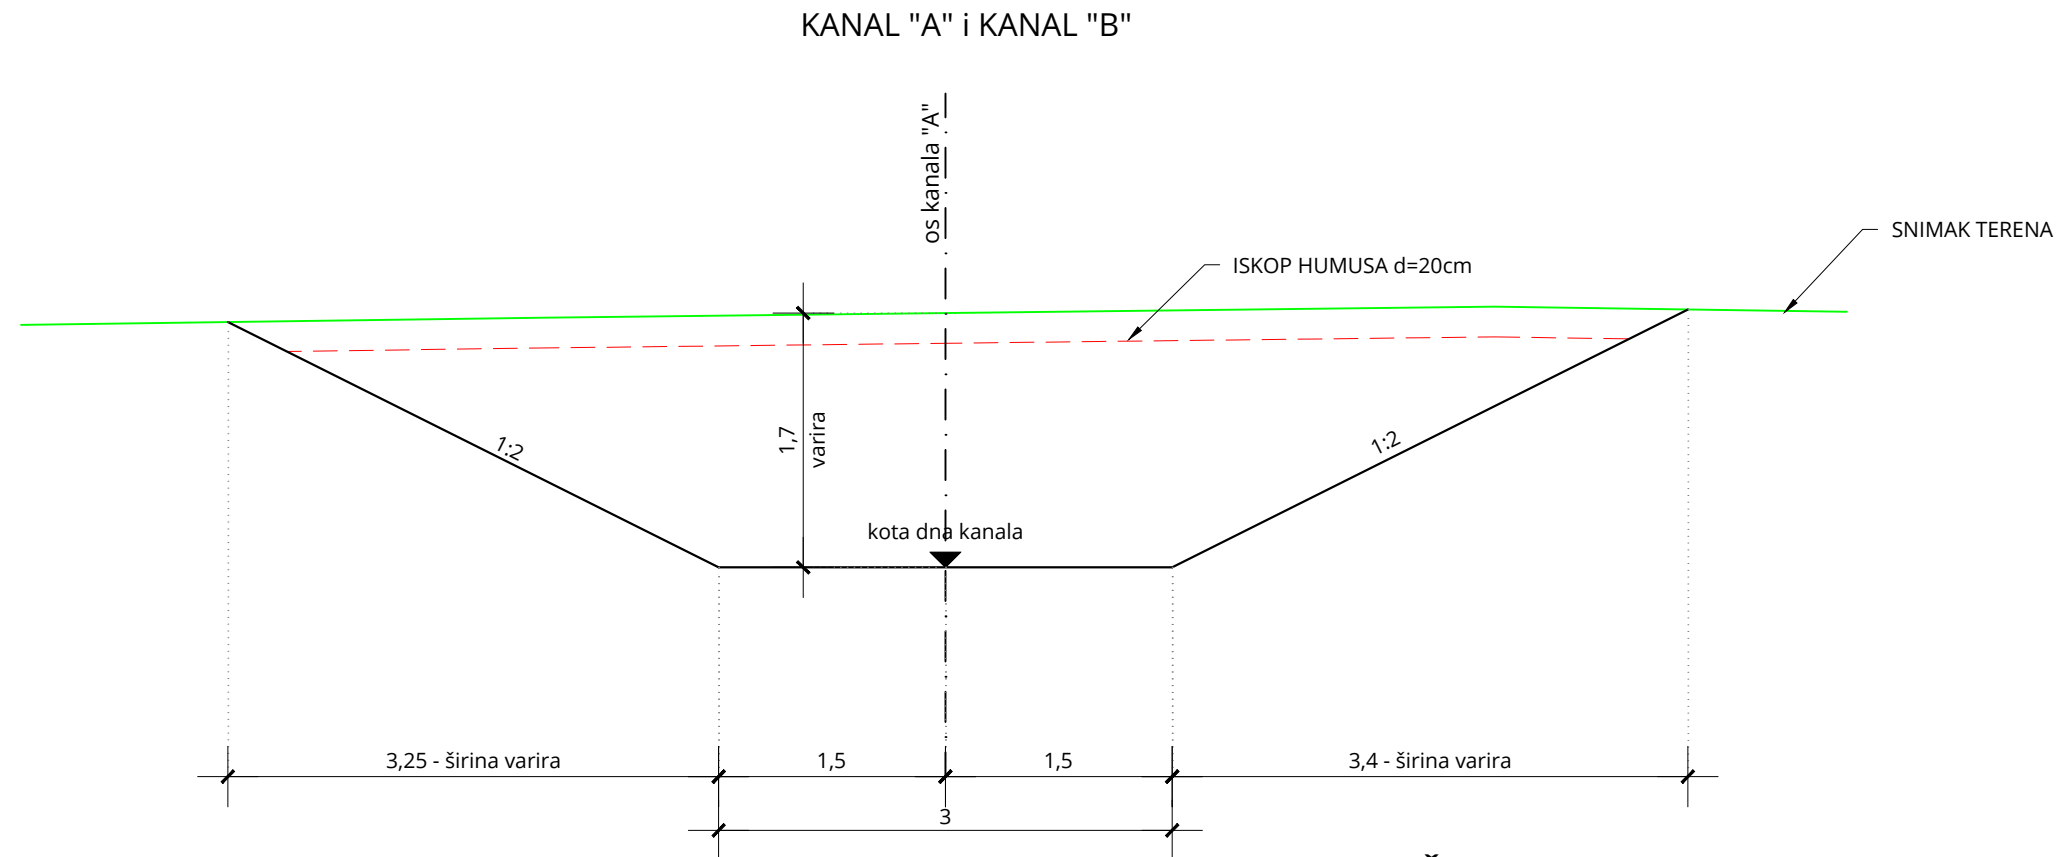 KANAL "A" i KANAL "B"
os kanala "A"
SNIMAK TERENA
ISKOP HUMUSA d=20cm
1:2
1,7
varira
1:2
kota dna kanala
3,25 - širina varira
1,5
1,5
3,4 - širina varira
3